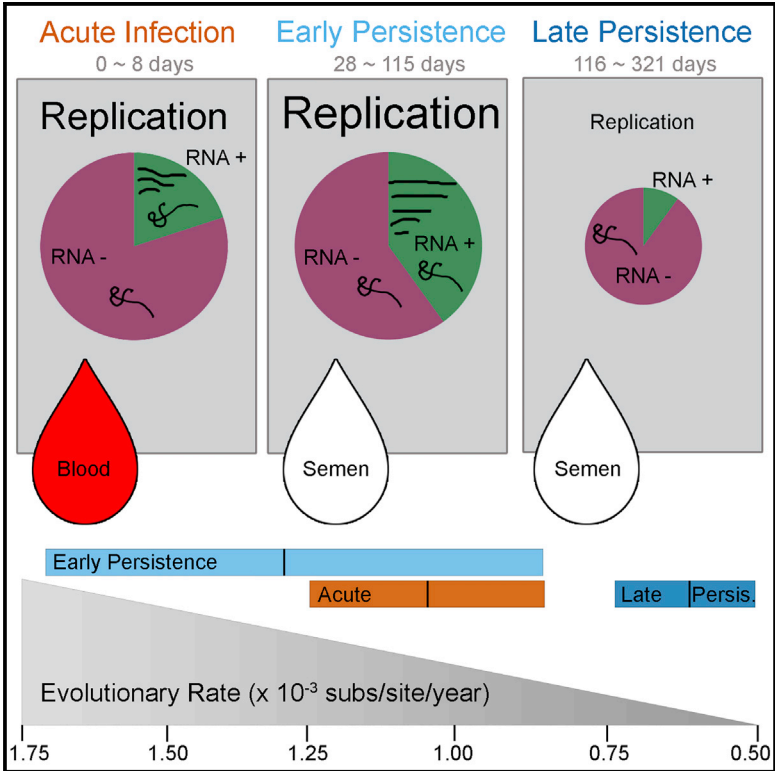 Acute Infection
0 ~ 8 days
Early Persistence
28 ~ 115 days
Late Persistence
116 ~ 321 days
Replication
RNA +
RNA -
Blood
Replication
RNA +
RNA -
Semen
Replication
RNA +
RNA -
Semen
Early Persistence
Acute
Late Persis.
Evolutionary Rate (x 10⁻³ subs/site/year)
1.75 1.50 1.25 1.00 0.75 0.50